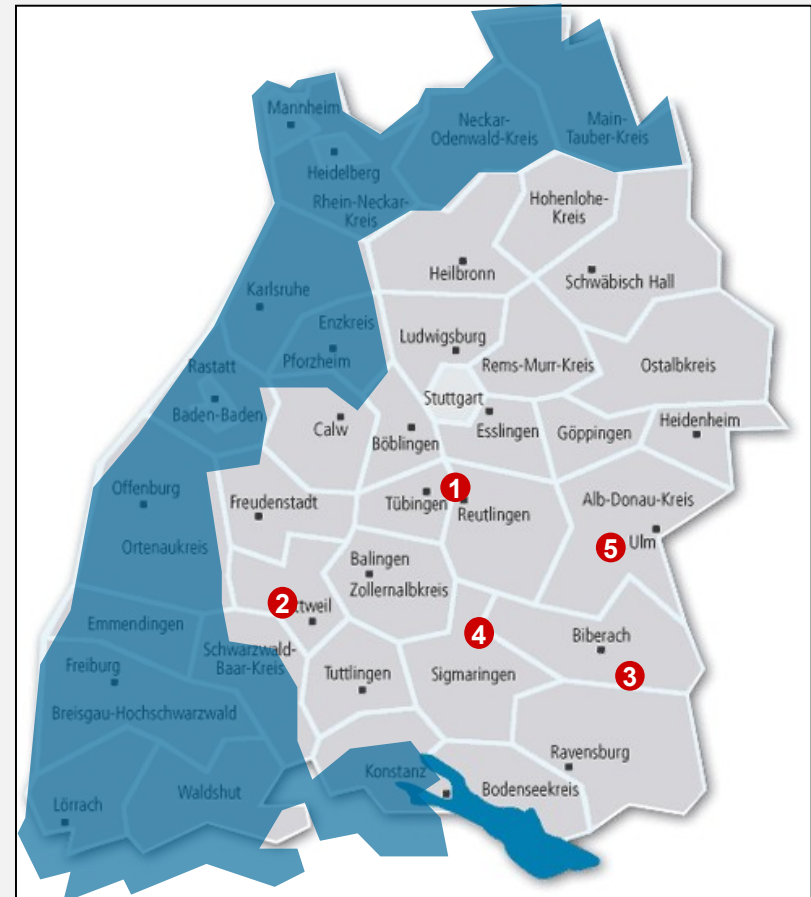 Mannheim
Neckar-
Odenwald-Kreis
Main-
Tauber-Kreis
Heidelberg
Rhein-Neckar-
Kreis
Hohenlohe-
Kreis
Heilbronn
Schwäbisch Hall
Karlsruhe
Enzkreis
Ludwigsburg
Pforzheim
Rems-Murr-Kreis
Ostalbkreis
Rastatt
Stuttgart
Baden-Baden
Calw
Böblingen
Esslingen
Göppingen
Heidenheim
Offenburg
Freudenstadt
Tübingen
1
Reutlingen
Alb-Donau-Kreis
Ortenaukreis
5
Ulm
Balingen
Zollernalbkreis
2
ttweil
Emmendingen
Schwarzwald-
Baar-Kreis
4
Biberach
Freiburg
Tuttlingen
Sigmaringen
3
Breisgau-Hochschwarzwald
Ravensburg
Konstanz
Bodenseekreis
Waldshut
Lörrach